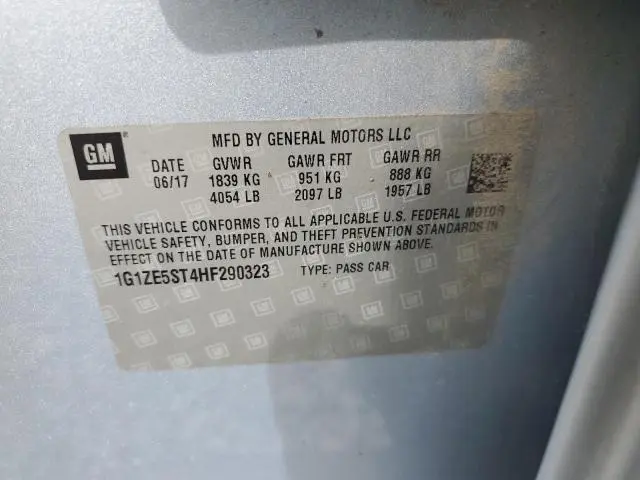 GM
MFD BY GENERAL MOTORS LLC
DATE GVWR GAWR FRT GAWR RR
06/17 1839 KG 951 KG 888 KG
4054 LB 2097 LB 1957 LB
THIS VEHICLE CONFORMS TO ALL APPLICABLE U.S. FEDERAL MOTOR
VEHICLE SAFETY, BUMPER, AND THEFT PREVENTION STANDARDS IN
EFFECT ON THE DATE OF MANUFACTURE SHOWN ABOVE.
1G1ZE5ST4HF290323 TYPE: PASS CAR